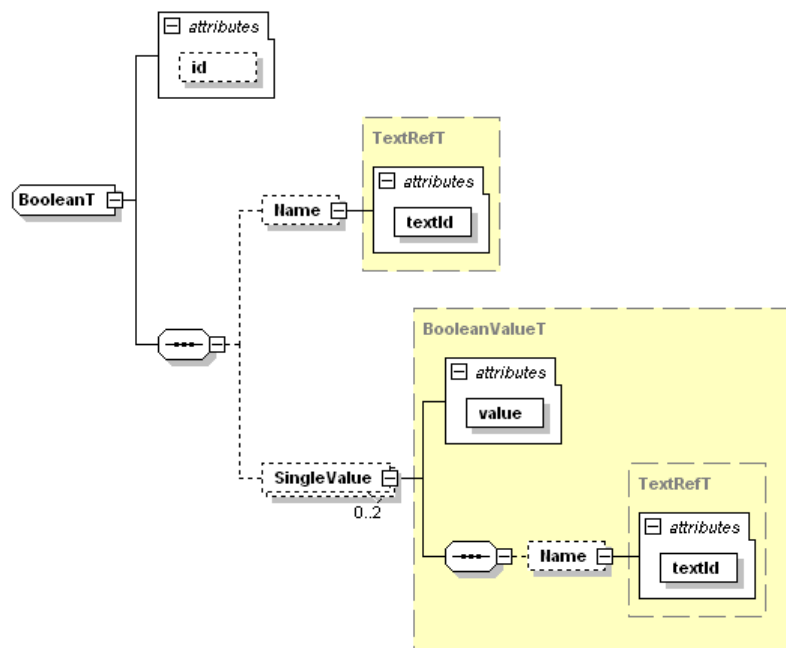 attributes
id
TextRefT
attributes
BooleanT
Name
textId
BooleanValueT
attributes
value
SingleValue
TextRefT
0..2
attributes
Name
textId